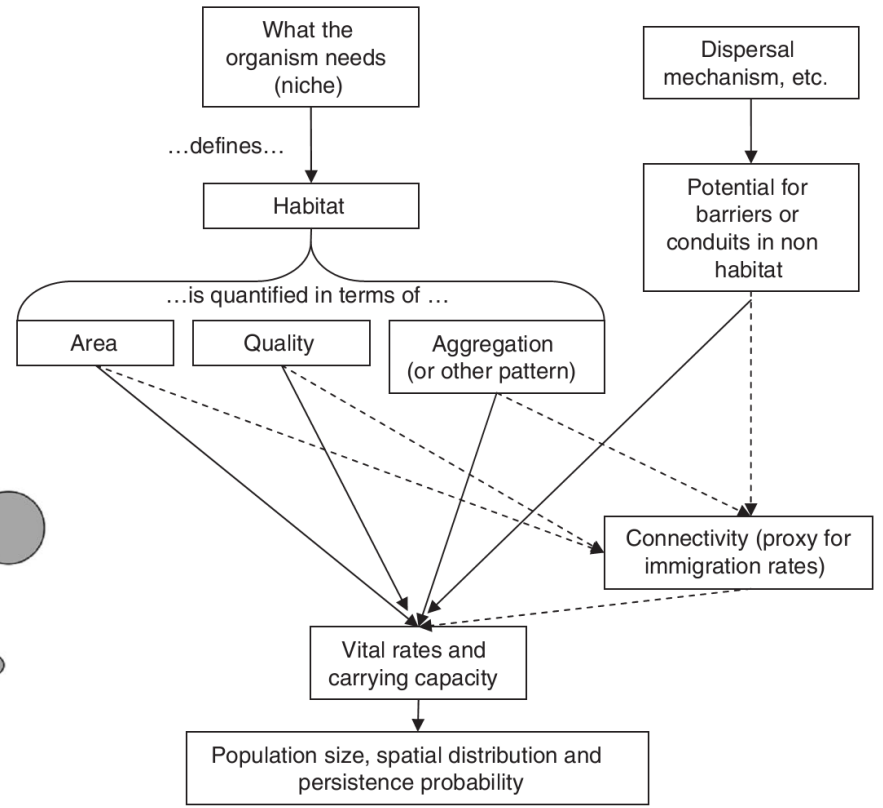 What the
organism needs
(niche)
Dispersal
mechanism, etc.
…defines…
Potential for
barriers or
conduits in non
habitat
Habitat
…is quantified in terms of …
Area
Quality
Aggregation
(or other pattern)
Connectivity (proxy for
immigration rates)
Vital rates and
carrying capacity
Population size, spatial distribution and
persistence probability